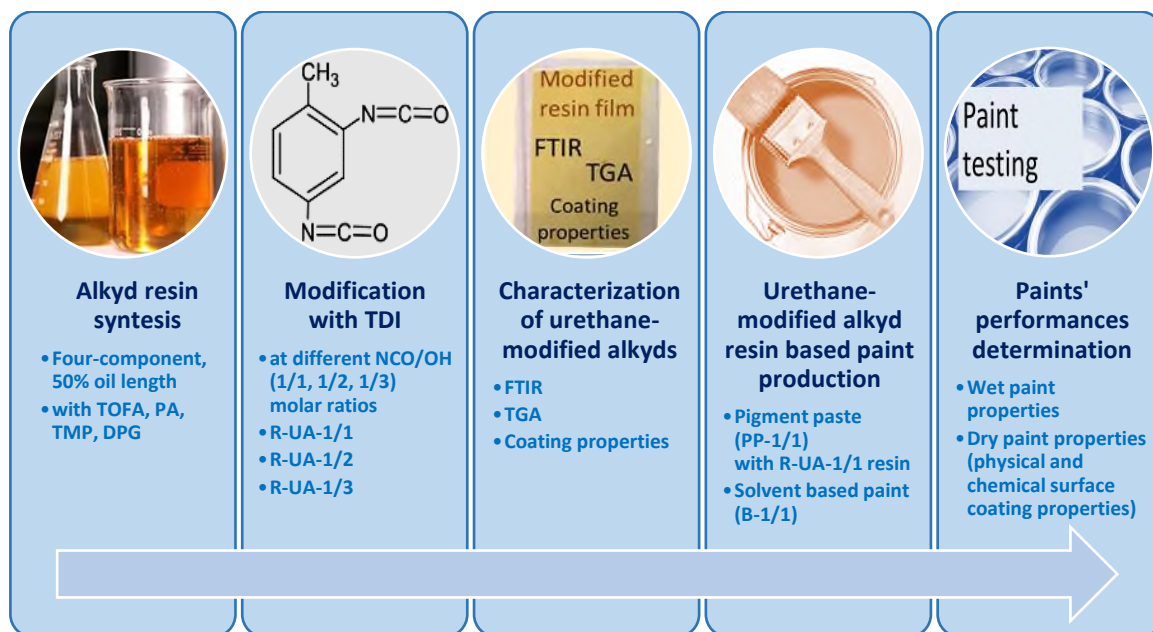 Alkyd resin
syntesis
•Four-component,
50% oil length
•with TOFA, PA,
TMP, DPG
CH3
N=C=O
N=C=O
Modification
with TDI
•at different NCO/OH
(1/1, 1/2, 1/3)
molar ratios
•R-UA-1/1
•R-UA-1/2
•R-UA-1/3
Modified
resin film
FTIR
TGA
Coating
properties
Characterization
of urethane-
modified alkyds
•FTIR
•TGA
•Coating properties
Urethane-
modified alkyd
resin based paint
production
•Pigment paste
(PP-1/1)
with R-UA-1/1 resin
•Solvent based paint
(B-1/1)
Paint
testing
Paints'
performances
determination
•Wet paint
properties
•Dry paint properties
(physical and
chemical surface
coating properties)